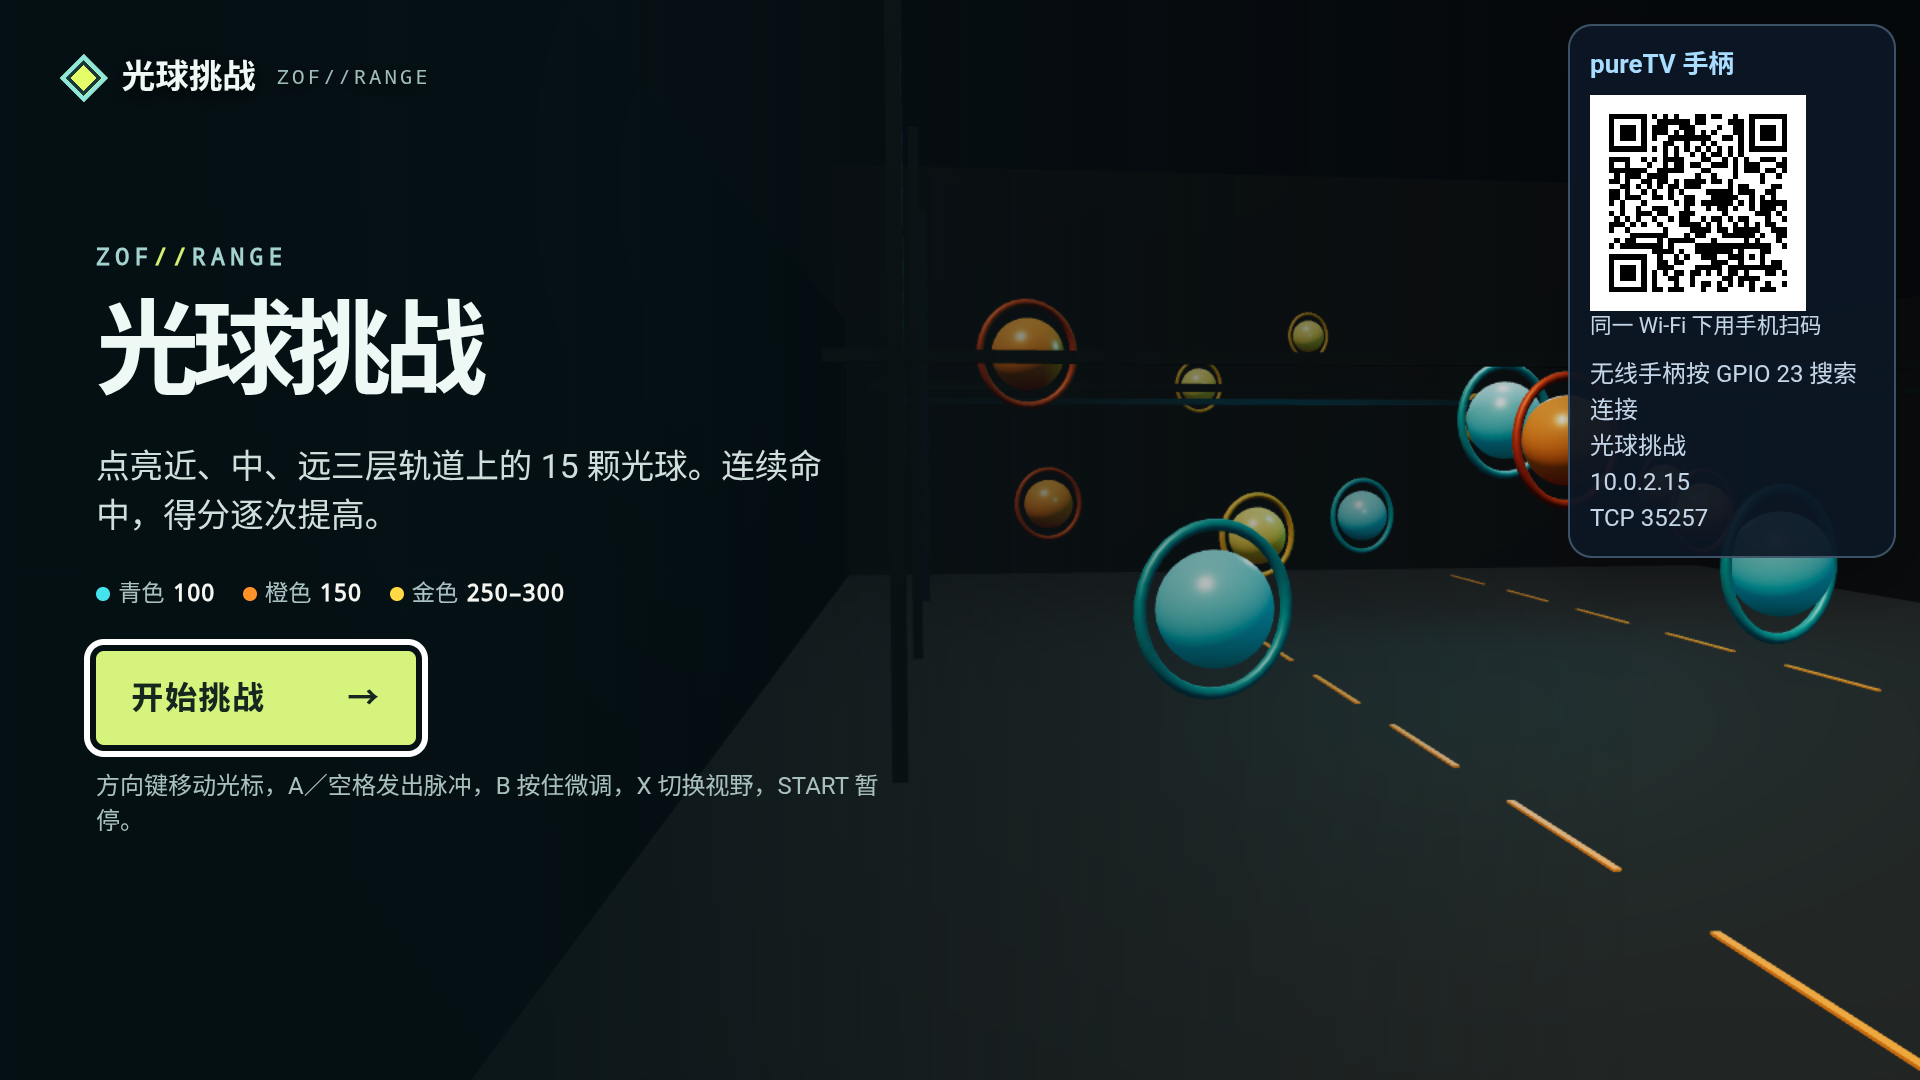 光球挑战 ZOF//RANGE
ZOF//RANGE
光球挑战
点亮近、中、远三层轨道上的 15 颗光球。连续命
中，得分逐次提高。
青色 100 橙色 150 金色 250–300
开始挑战 →
方向键移动光标，A／空格发出脉冲，B 按住微调，X 切换视野，START 暂
停。
pureTV 手柄
同一 Wi-Fi 下用手机扫码
无线手柄按 GPIO 23 搜索
连接
光球挑战
10.0.2.15
TCP 35257